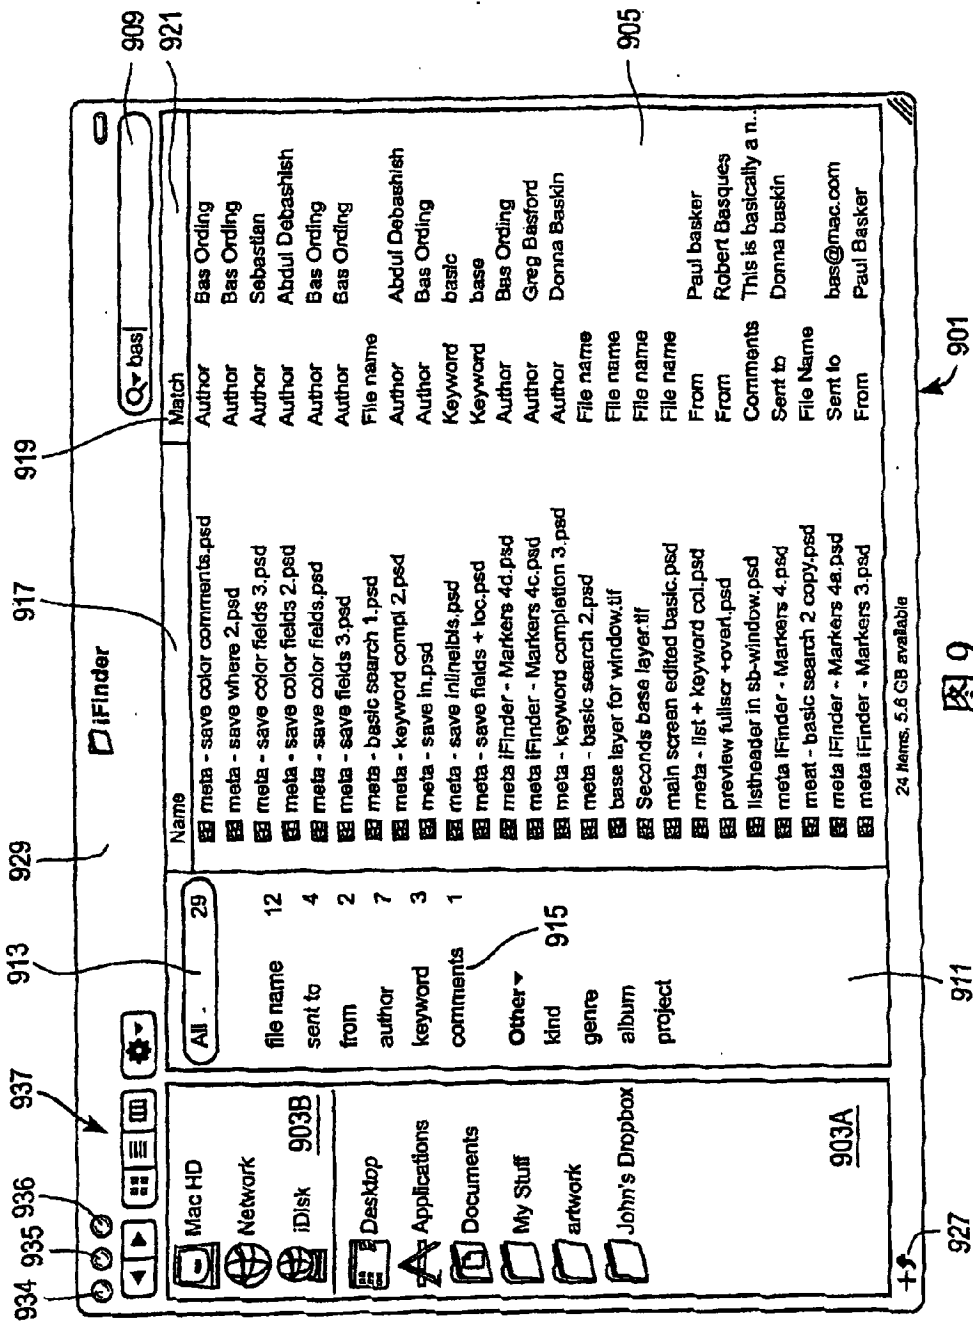 934
935
936
937
913
929
917
919
909
921
iFinder
bas
Mac HD
Network
iDisk
903B
Desktop
Applications
Documents
My Stuff
artwork
John's Dropbox
903A
All . 29
file name 12
sent to 4
from 2
author 7
keyword 3
comments 1
915
Other
kind
genre
album
project
Name Match
meta - save color comments.psd Author Bas Ording
meta - save where 2.psd Author Bas Ording
meta - save color fields 3.psd Author Sebastian
meta - save color fields 2.psd Author Abdul Debashish
meta - save color fields.psd Author Bas Ording
meta - save fields 3.psd Author Bas Ording
meta - basic search 1.psd File name
meta - keyword compl 2.psd Author Abdul Debashish
meta - save in.psd Author Bas Ording
meta - save inl/nelbls.psd Keyword basic
meta - save fields + loc.psd Keyword base
meta iFinder - Markers 4d.psd Author Bas Ording
meta iFinder - Markers 4c.psd Author Greg Basford
meta - keyword completion 3.psd Author Donna Baskin
meta - basic search 2.psd File name
base layer for window.tif File name
Seconds base layer.tif File name
main screen edited basic.psd File name
meta - list + keyword col.psd From Paul basker
preview fullscr +overl.psd From Robert Basques
listheader in sb-window.psd Comments This is basically a n..
meta iFinder - Markers 4.psd Sent to Donna baskin
meat - basic search 2 copy.psd File Name
meta iFinder - Markers 4a.psd Sent to bas@mac.com
meta iFinder - Markers 3.psd From Paul Basker
905
24 items, 5.6 GB available
927
911
901
图 9